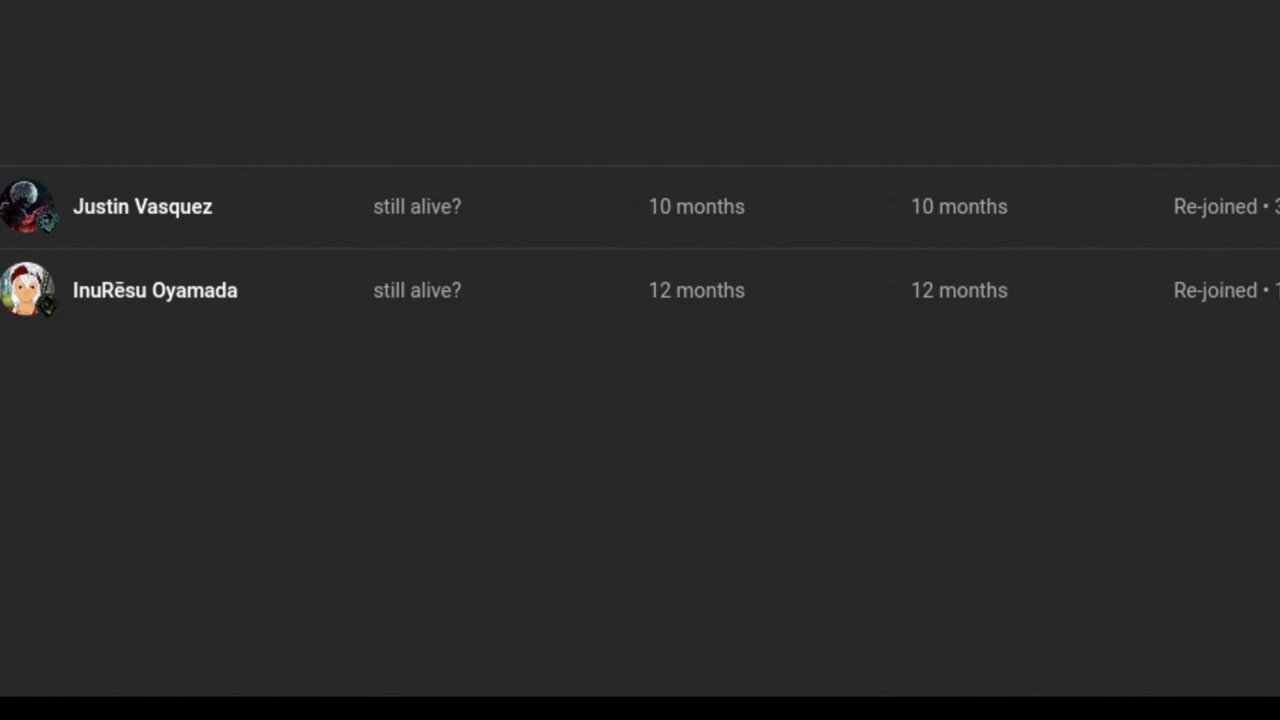 Justin Vasquez still alive? 10 months 10 months Re-joined •
InuRēsu Oyamada still alive? 12 months 12 months Re-joined •